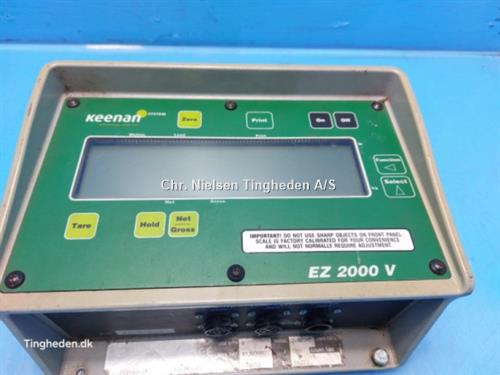 Keenan SYSTEM
Zero
Print
On
Off
Motion
Load
Function
Select
Chr. Nielsen Tingheden A/S
Net
Gross
Tare
Hold
Net
Gross
IMPORTANT! DO NOT USE SHARP OBJECTS ON FRONT PANEL
SCALE IS FACTORY CALIBRATED FOR YOUR CONVENIENCE
AND WILL NOT NORMALLY REQUIRE ADJUSTMENT.
EZ 2000 V
Tingheden.dk